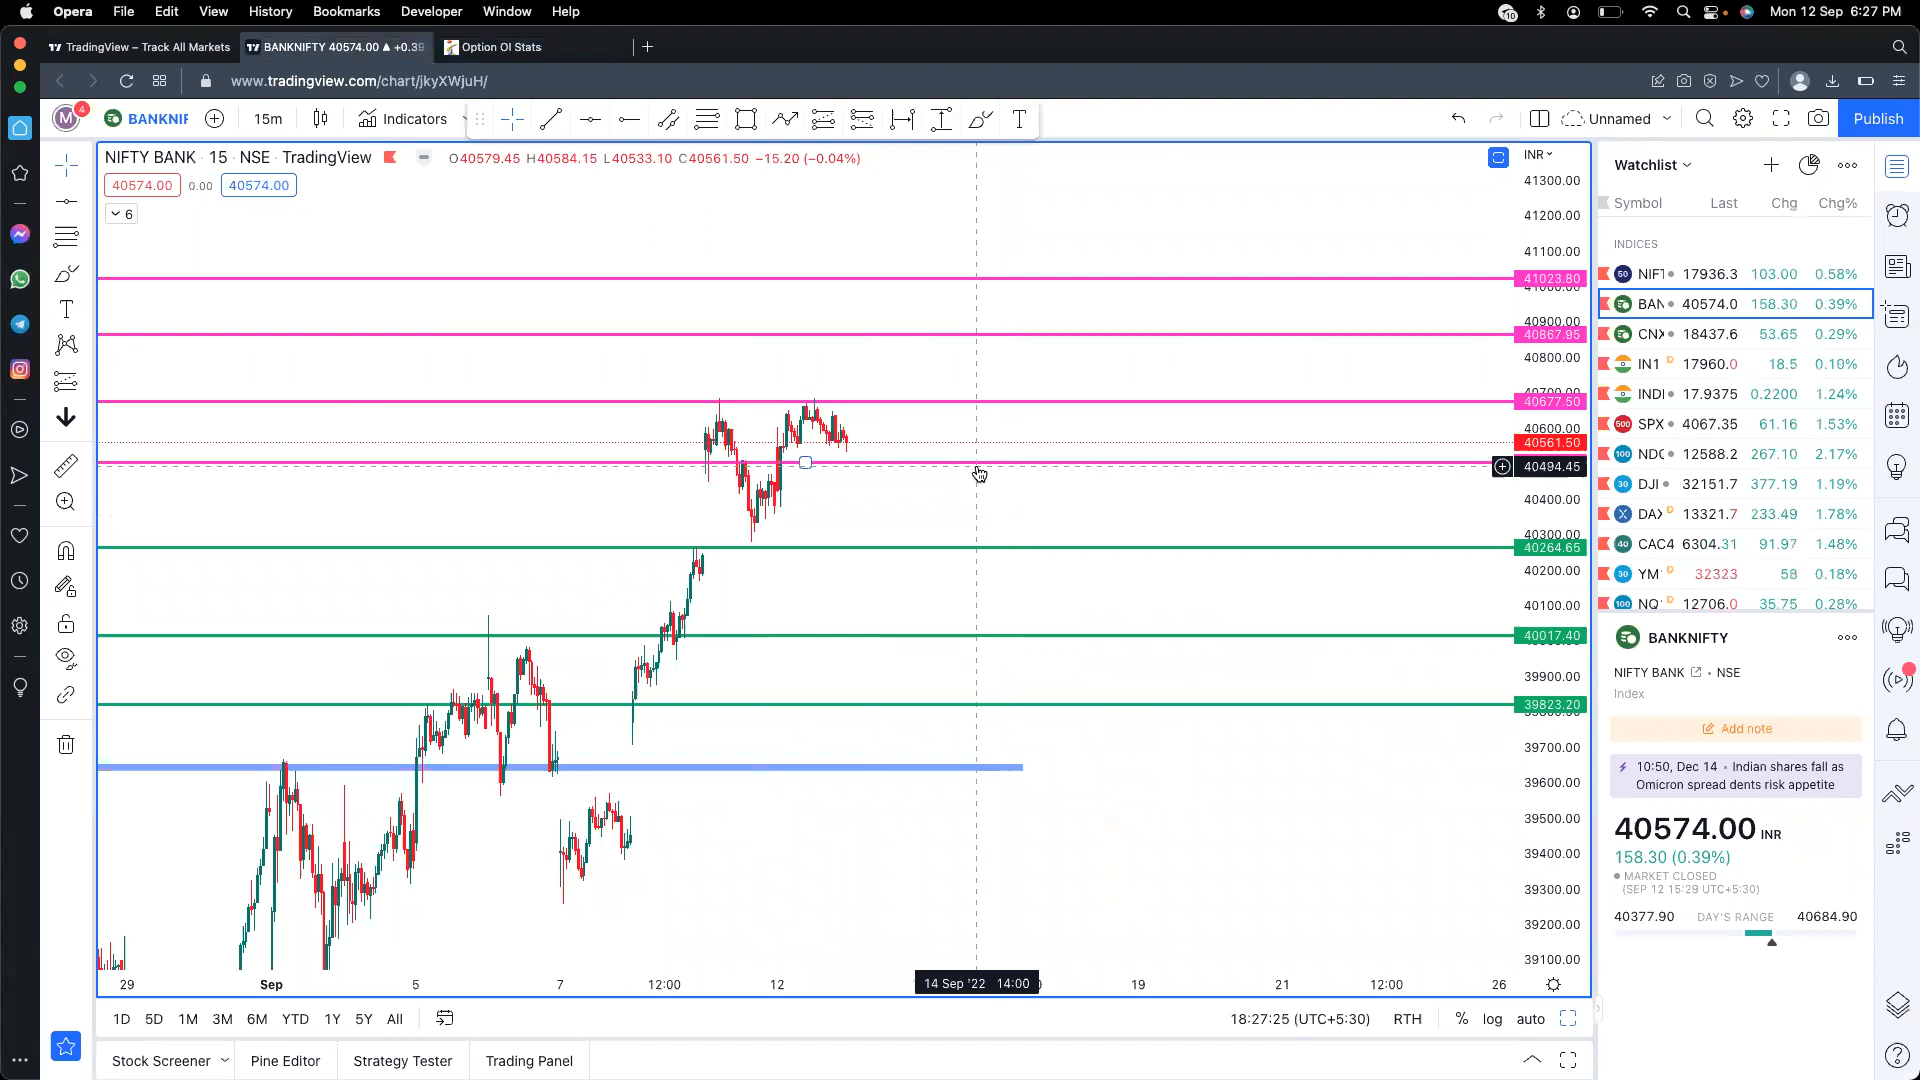 Opera File Edit View History Bookmarks Developer Window Help
10
Mon 12 Sep 6:27 PM
TradingView – Track All Markets
BANKNIFTY 40574.00 ▲ +0.39
Option OI Stats
www.tradingview.com/chart/jkyXWjuH/
M 4 BANKNIF 15m Indicators
Unnamed
Publish
NIFTY BANK · 15 · NSE · TradingView
O40579.45 H40584.15 L40533.10 C40561.50 −15.20 (−0.04%)
40574.00 0.00 40574.00
6
INR
41300.00
41200.00
41100.00
41023.80
40900.00
40867.95
40800.00
40677.50
40600.00
40561.50
40494.45
40400.00
40300.00
40264.65
40200.00
40100.00
40017.40
39900.00
39823.20
39700.00
39600.00
39500.00
39400.00
39300.00
39200.00
39100.00
29 Sep 5 7 12:00 12 14 Sep '22 14:00 19 21 12:00 26
1D 5D 1M 3M 6M YTD 1Y 5Y All
18:27:25 (UTC+5:30) RTH % log auto
Stock Screener Pine Editor Strategy Tester Trading Panel
Watchlist
Symbol Last Chg Chg%
INDICES
50 NIFT 17936.3 103.00 0.58%
BAN 40574.0 158.30 0.39%
CNX 18437.6 53.65 0.29%
IN1 D 17960.0 18.5 0.10%
INDI 17.9375 0.2200 1.24%
500 SPX 4067.35 61.16 1.53%
100 NDC 12588.2 267.10 2.17%
30 DJI 32151.7 377.19 1.19%
X DAX D 13321.7 233.49 1.78%
40 CAC4 6304.31 91.97 1.48%
30 YM D 32323 58 0.18%
100 NQ D 12706.0 35.75 0.28%
BANKNIFTY
NIFTY BANK · NSE
Index
Add note
10:50, Dec 14 · Indian shares fall as
Omicron spread dents risk appetite
40574.00 INR
158.30 (0.39%)
MARKET CLOSED
(SEP 12 15:29 UTC+5:30)
40377.90 DAY'S RANGE 40684.90